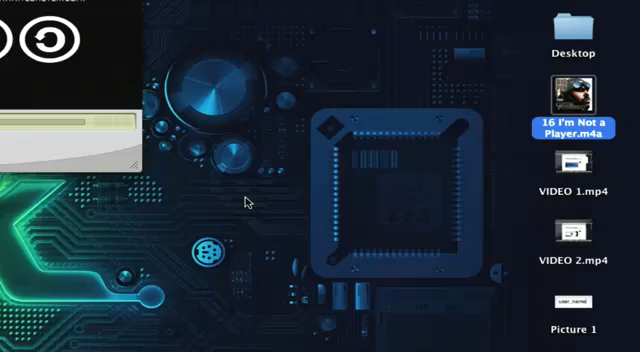 Desktop
16 I'm Not a
Player.m4a
VIDEO 1.mp4
VIDEO 2.mp4
user_name|
Picture 1